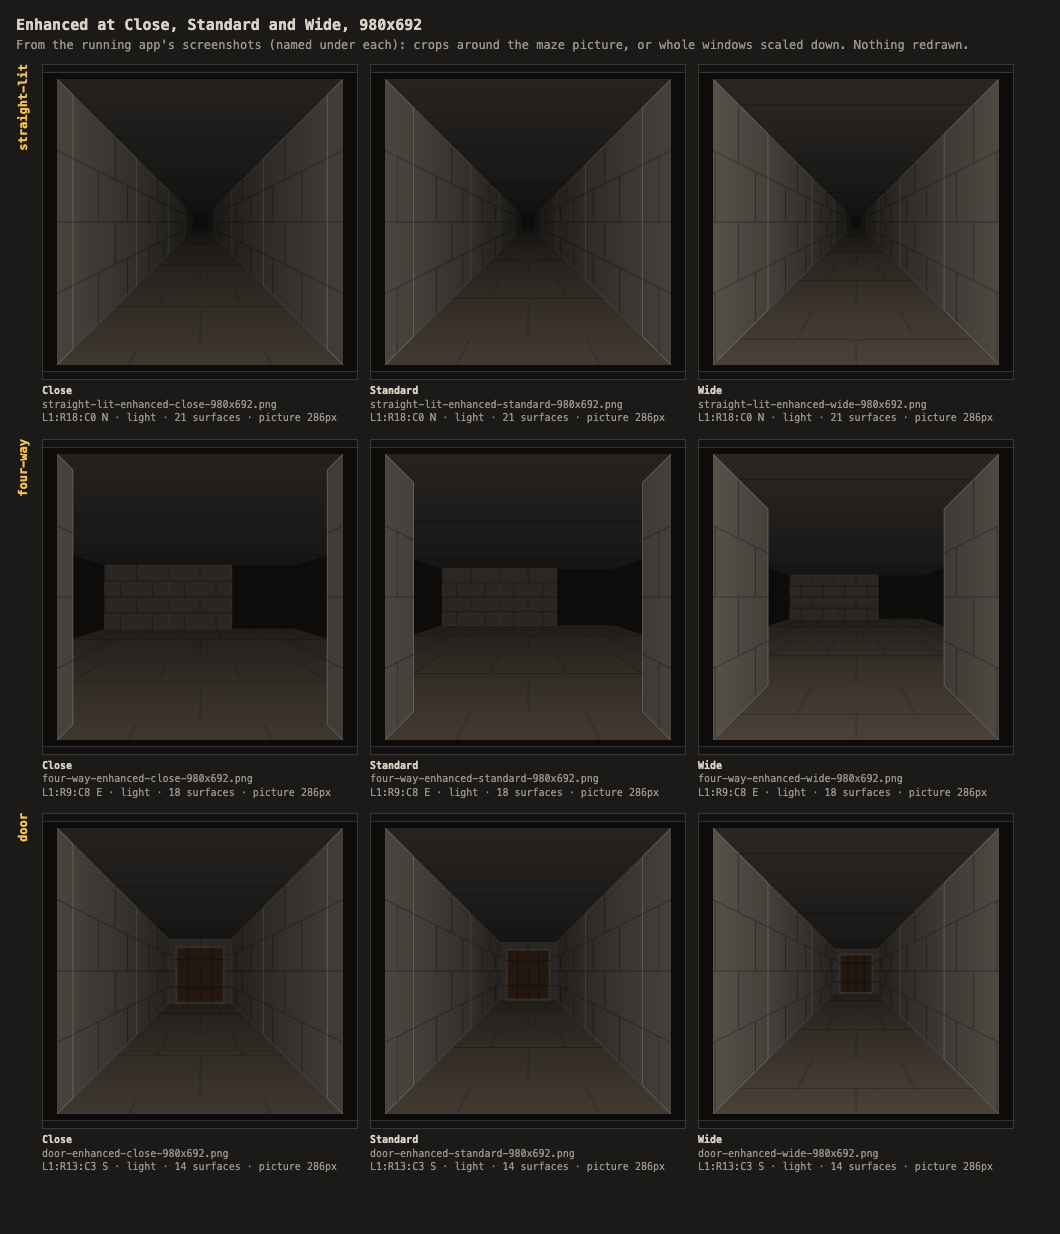 Enhanced at Close, Standard and Wide, 980x692
From the running app's screenshots (named under each): crops around the maze picture, or whole windows scaled down. Nothing redrawn.
straight-lit
Close
straight-lit-enhanced-close-980x692.png
L1:R18:C0 N · light · 21 surfaces · picture 286px
Standard
straight-lit-enhanced-standard-980x692.png
L1:R18:C0 N · light · 21 surfaces · picture 286px
Wide
straight-lit-enhanced-wide-980x692.png
L1:R18:C0 N · light · 21 surfaces · picture 286px
four-way
Close
four-way-enhanced-close-980x692.png
L1:R9:C8 E · light · 18 surfaces · picture 286px
Standard
four-way-enhanced-standard-980x692.png
L1:R9:C8 E · light · 18 surfaces · picture 286px
Wide
four-way-enhanced-wide-980x692.png
L1:R9:C8 E · light · 18 surfaces · picture 286px
door
Close
door-enhanced-close-980x692.png
L1:R13:C3 S · light · 14 surfaces · picture 286px
Standard
door-enhanced-standard-980x692.png
L1:R13:C3 S · light · 14 surfaces · picture 286px
Wide
door-enhanced-wide-980x692.png
L1:R13:C3 S · light · 14 surfaces · picture 286px